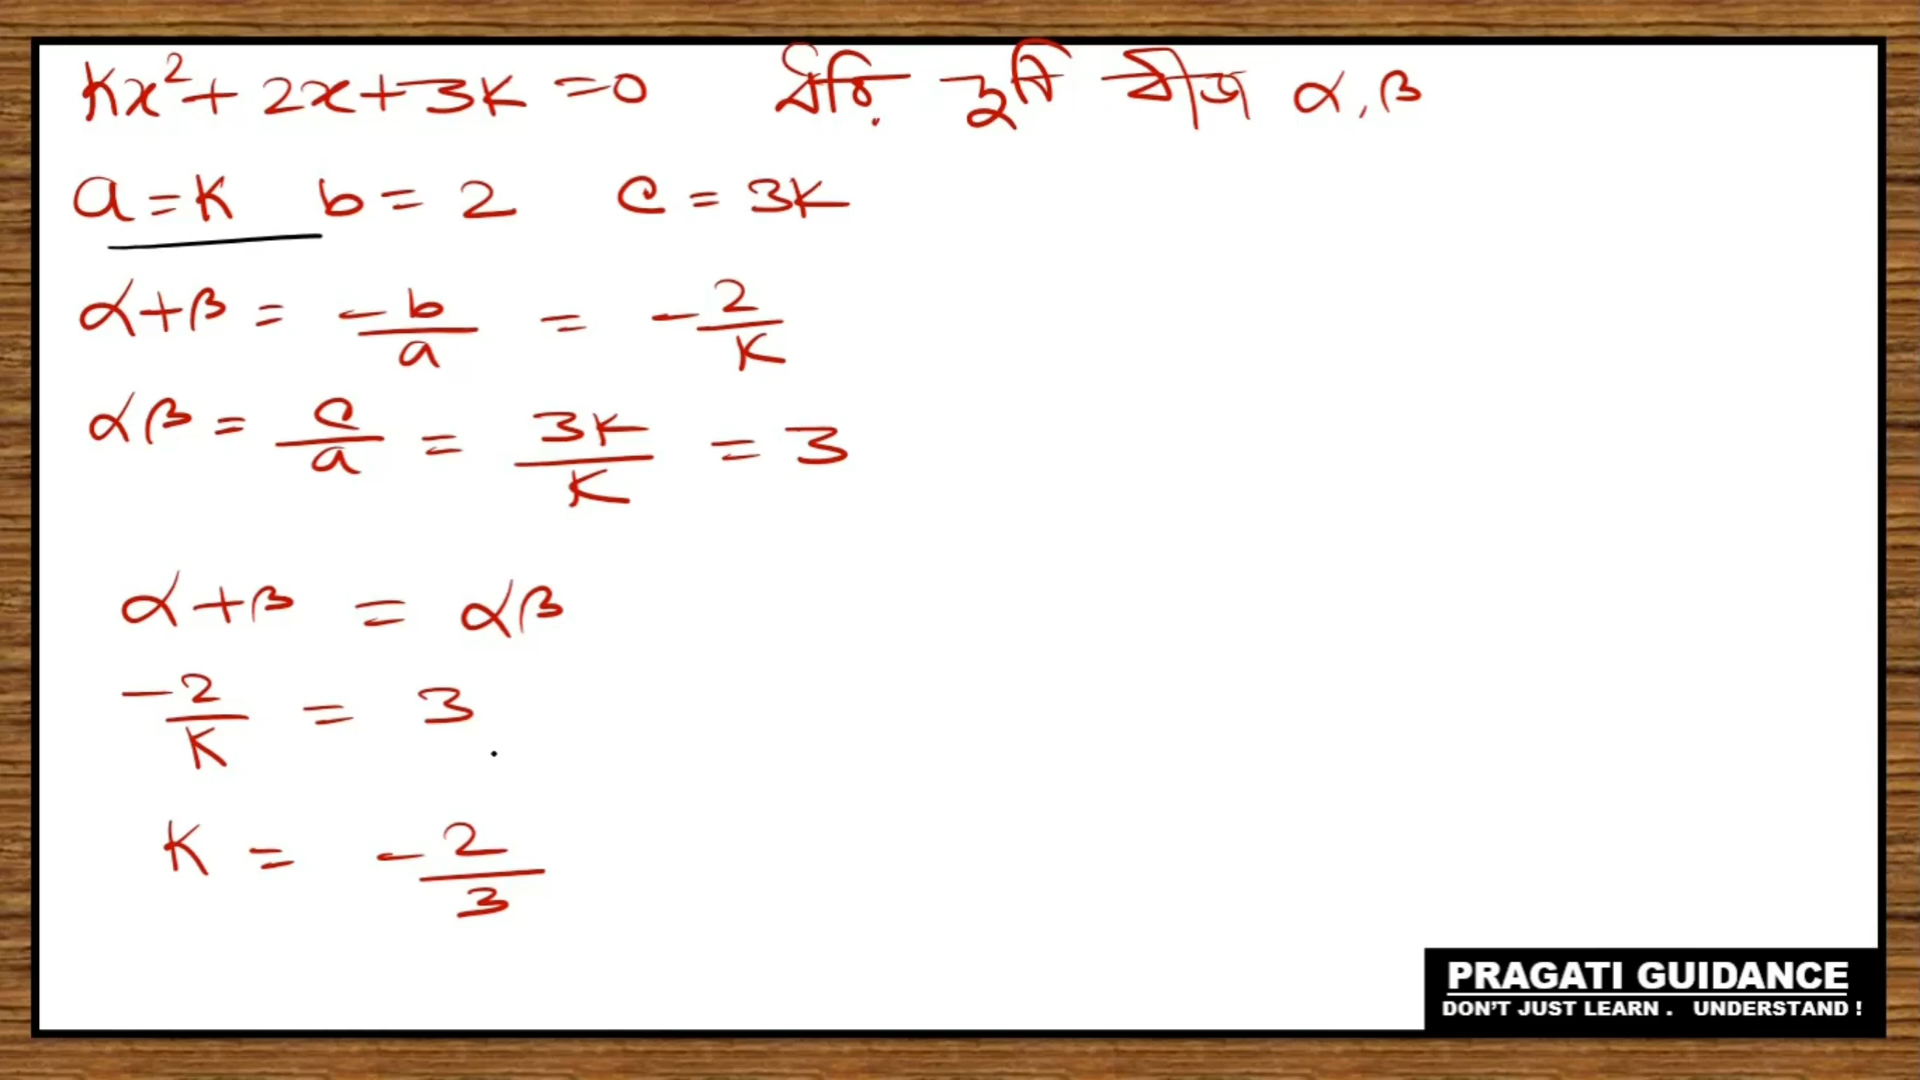 Kx² + 2x + 3K = 0 ধরি, দুটি বীজ α, β
a = K b = 2 c = 3K
α + β = -b/a = -2/K
αβ = c/a = 3K/K = 3
α + β = αβ
-2/K = 3
K = -2/3
PRAGATI GUIDANCE
DON'T JUST LEARN . UNDERSTAND !